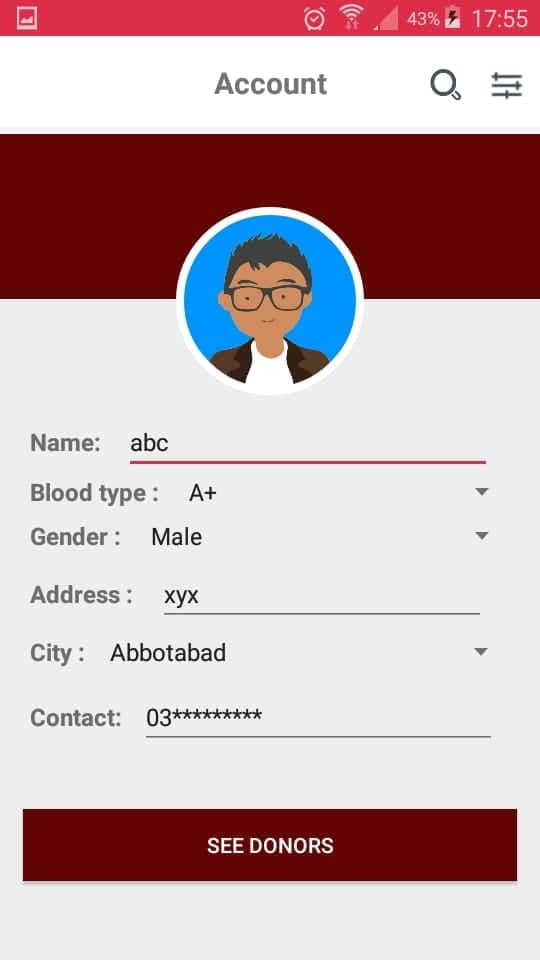 43% 17:55
Account
Name: abc
Blood type : A+
Gender : Male
Address : xyx
City : Abbotabad
Contact: 03*********
SEE DONORS